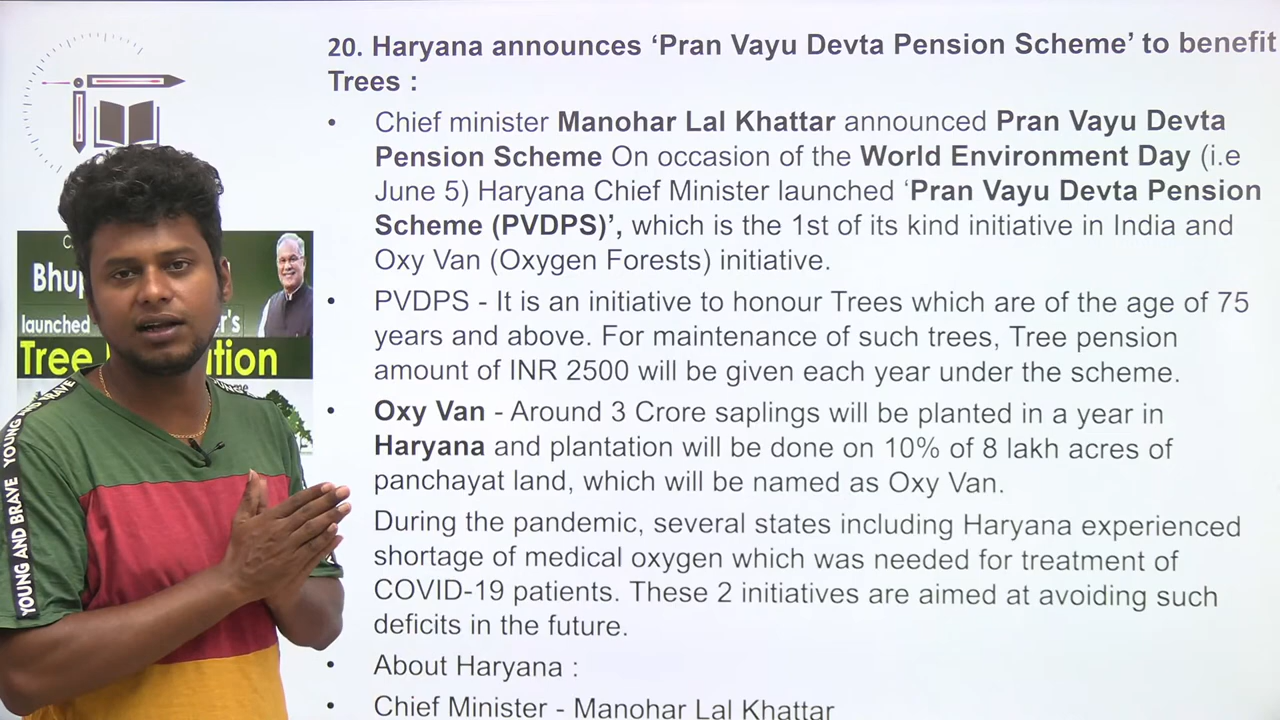 20. Haryana announces ‘Pran Vayu Devta Pension Scheme’ to benefit
Trees :
• Chief minister Manohar Lal Khattar announced Pran Vayu Devta
Pension Scheme On occasion of the World Environment Day (i.e
June 5) Haryana Chief Minister launched ‘Pran Vayu Devta Pension
Scheme (PVDPS)’, which is the 1st of its kind initiative in India and
Oxy Van (Oxygen Forests) initiative.
• PVDPS - It is an initiative to honour Trees which are of the age of 75
years and above. For maintenance of such trees, Tree pension
amount of INR 2500 will be given each year under the scheme.
• Oxy Van - Around 3 Crore saplings will be planted in a year in
Haryana and plantation will be done on 10% of 8 lakh acres of
panchayat land, which will be named as Oxy Van.
During the pandemic, several states including Haryana experienced
shortage of medical oxygen which was needed for treatment of
COVID-19 patients. These 2 initiatives are aimed at avoiding such
deficits in the future.
• About Haryana :
• Chief Minister - Manohar Lal Khattar
launched
Tree
YOUNG AND BRAVE YOUNG AND BRAVE